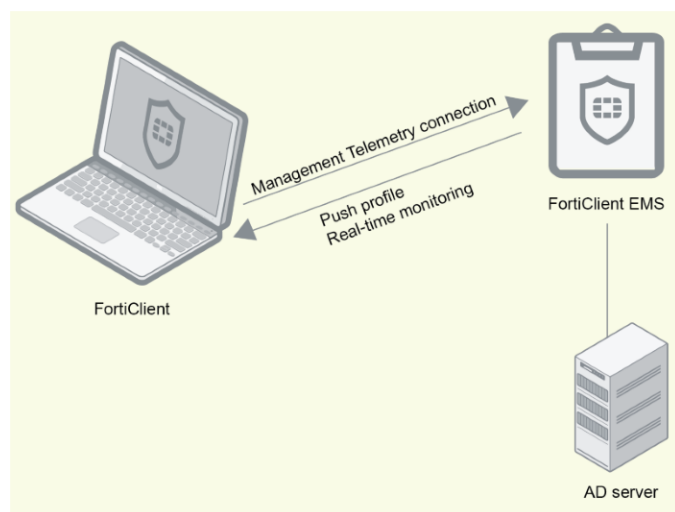 Management Telemetry connection
Push profile
Real-time monitoring
FortiClient EMS
FortiClient
AD server